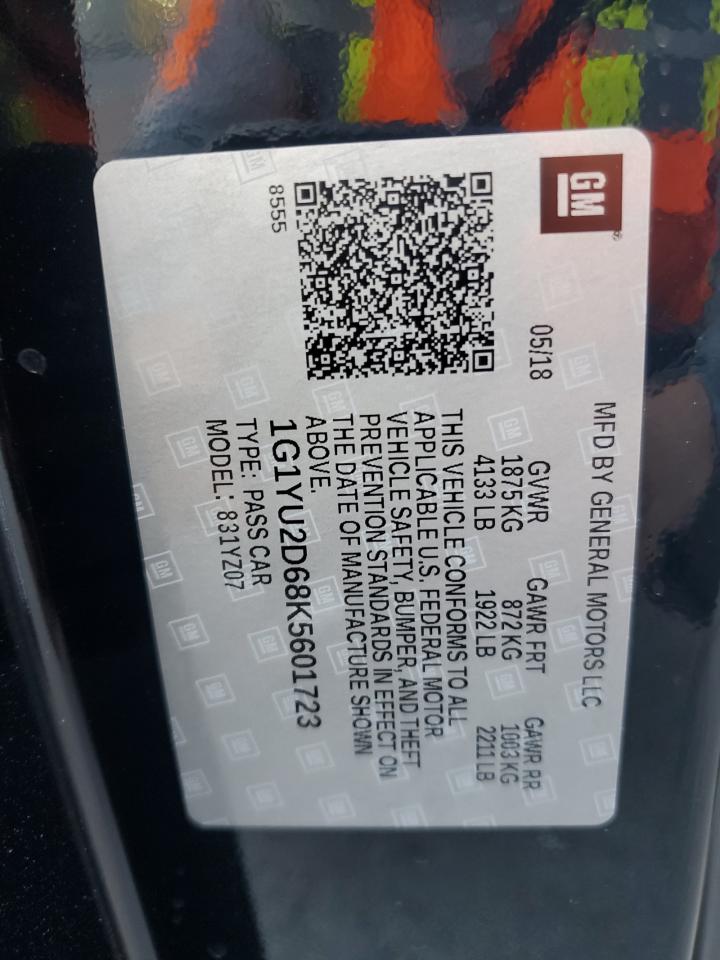 GM
®
MFD BY GENERAL MOTORS LLC
05/18 GVWR GAWR FRT GAWR RR
1875 KG 872 KG 1003 KG
4133 LB 1922 LB 2211 LB
THIS VEHICLE CONFORMS TO ALL
APPLICABLE U.S. FEDERAL MOTOR
VEHICLE SAFETY, BUMPER, AND THEFT
PREVENTION STANDARDS IN EFFECT ON
THE DATE OF MANUFACTURE SHOWN
ABOVE.
8555
1G1YU2D68K5601723
TYPE: PASS CAR
MODEL: 831YZ07